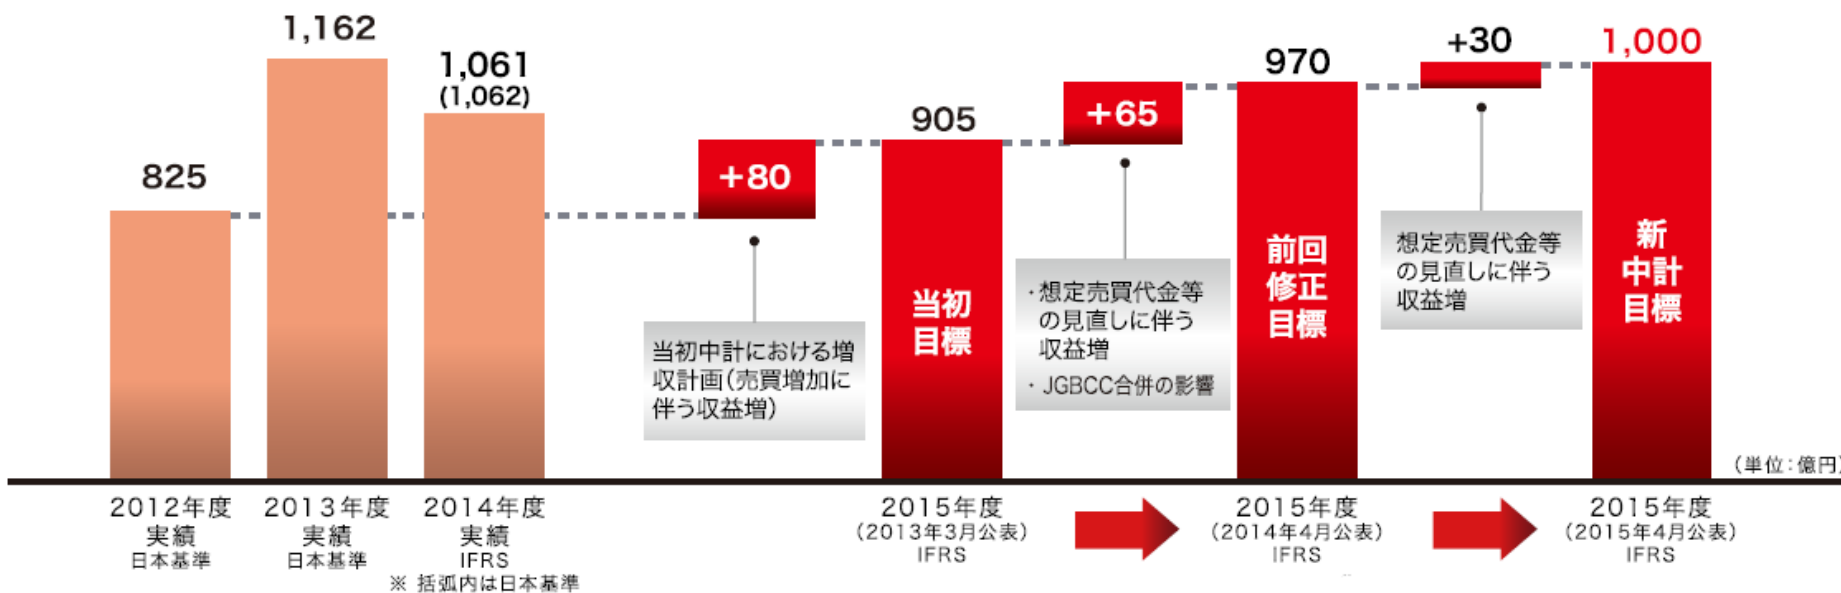 825
1,162
1,061
(1,062)
+80
当初中計における増
収計画(売買増加に
伴う収益増)
905
当初
目標
+65
・想定売買代金等
の見直しに伴う
収益増
・JGBCC合併の影響
970
前回
修正
目標
+30
想定売買代金等
の見直しに伴う
収益増
1,000
新
中計
目標
(単位:億円)
2012年度
実績
日本基準
2013年度
実績
日本基準
2014年度
実績
IFRS
※ 括弧内は日本基準
2015年度
(2013年3月公表)
IFRS
2015年度
(2014年4月公表)
IFRS
2015年度
(2015年4月公表)
IFRS